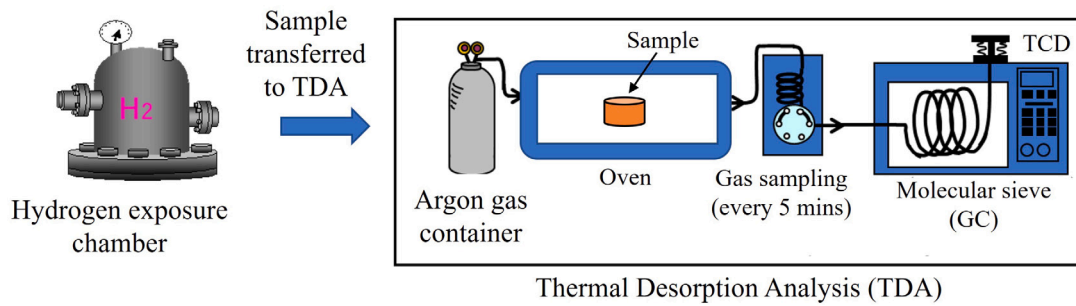 H2
Hydrogen exposure
chamber
Sample
transferred
to TDA
Argon gas
container
Sample
Oven
Gas sampling
(every 5 mins)
TCD
Molecular sieve
(GC)
Thermal Desorption Analysis (TDA)